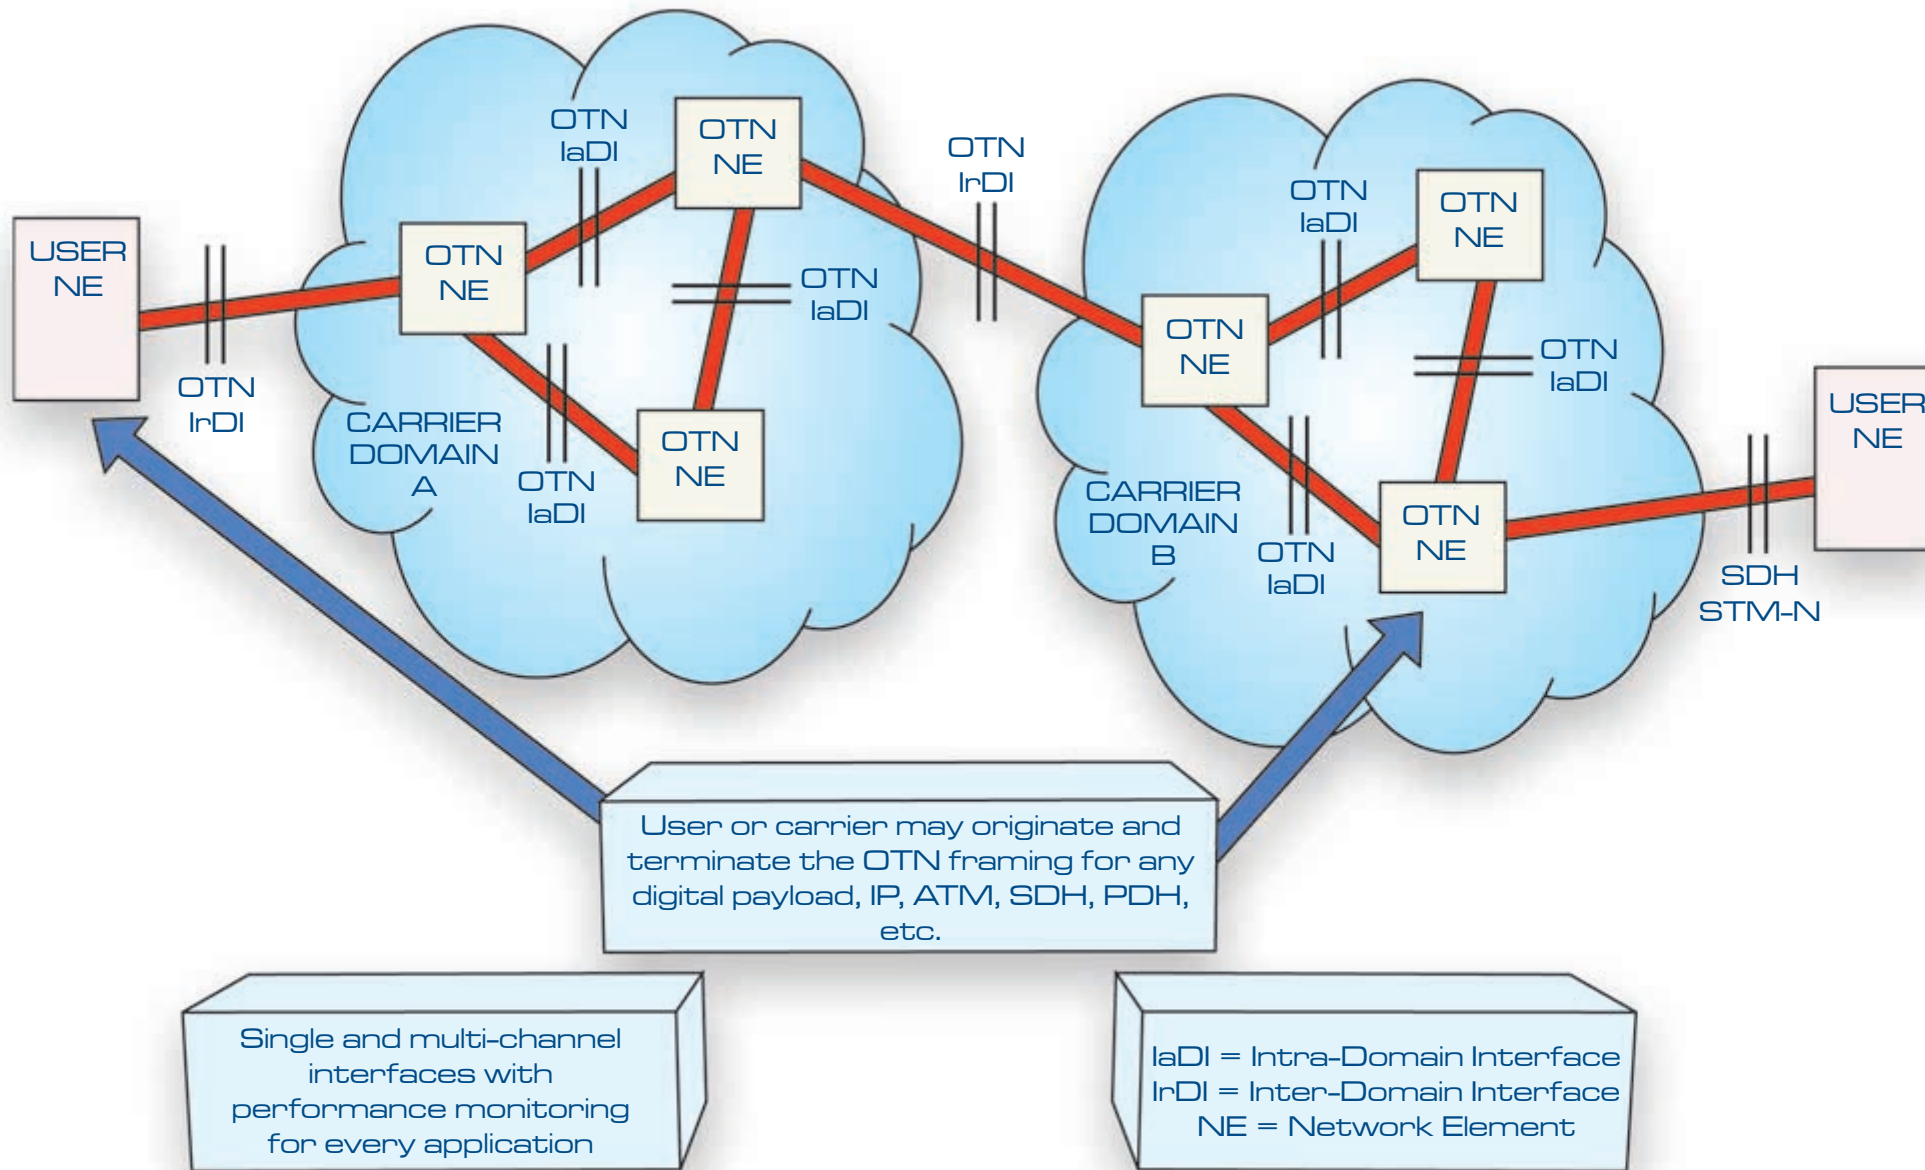 OTN
IaDI
OTN
NE
OTN
IrDI
OTN
IaDI
OTN
NE
USER
NE
OTN
NE
OTN
IaDI
OTN
NE
OTN
IaDI
OTN
IrDI
CARRIER
DOMAIN
A
OTN
NE
OTN
IaDI
USER
NE
CARRIER
DOMAIN
B
OTN
NE
OTN
IaDI
SDH
STM-N
User or carrier may originate and
terminate the OTN framing for any
digital payload, IP, ATM, SDH, PDH,
etc.
Single and multi-channel
interfaces with
performance monitoring
for every application
IaDI = Intra-Domain Interface
IrDI = Inter-Domain Interface
NE = Network Element